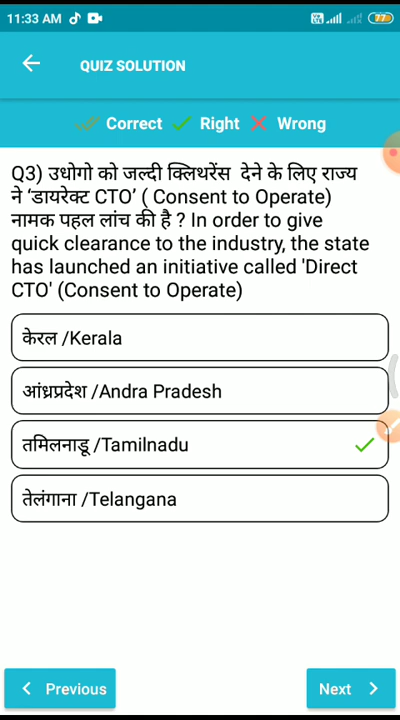 11:33 AM
77
QUIZ SOLUTION
Correct Right Wrong
Q3) उधोगो को जल्दी क्लिथरेंस देने के लिए राज्य
ने ‘डायरेक्ट CTO’ ( Consent to Operate)
नामक पहल लांच की है ? In order to give
quick clearance to the industry, the state
has launched an initiative called 'Direct
CTO' (Consent to Operate)
केरल /Kerala
आंध्रप्रदेश /Andra Pradesh
तमिलनाडू /Tamilnadu
तेलंगाना /Telangana
Previous Next